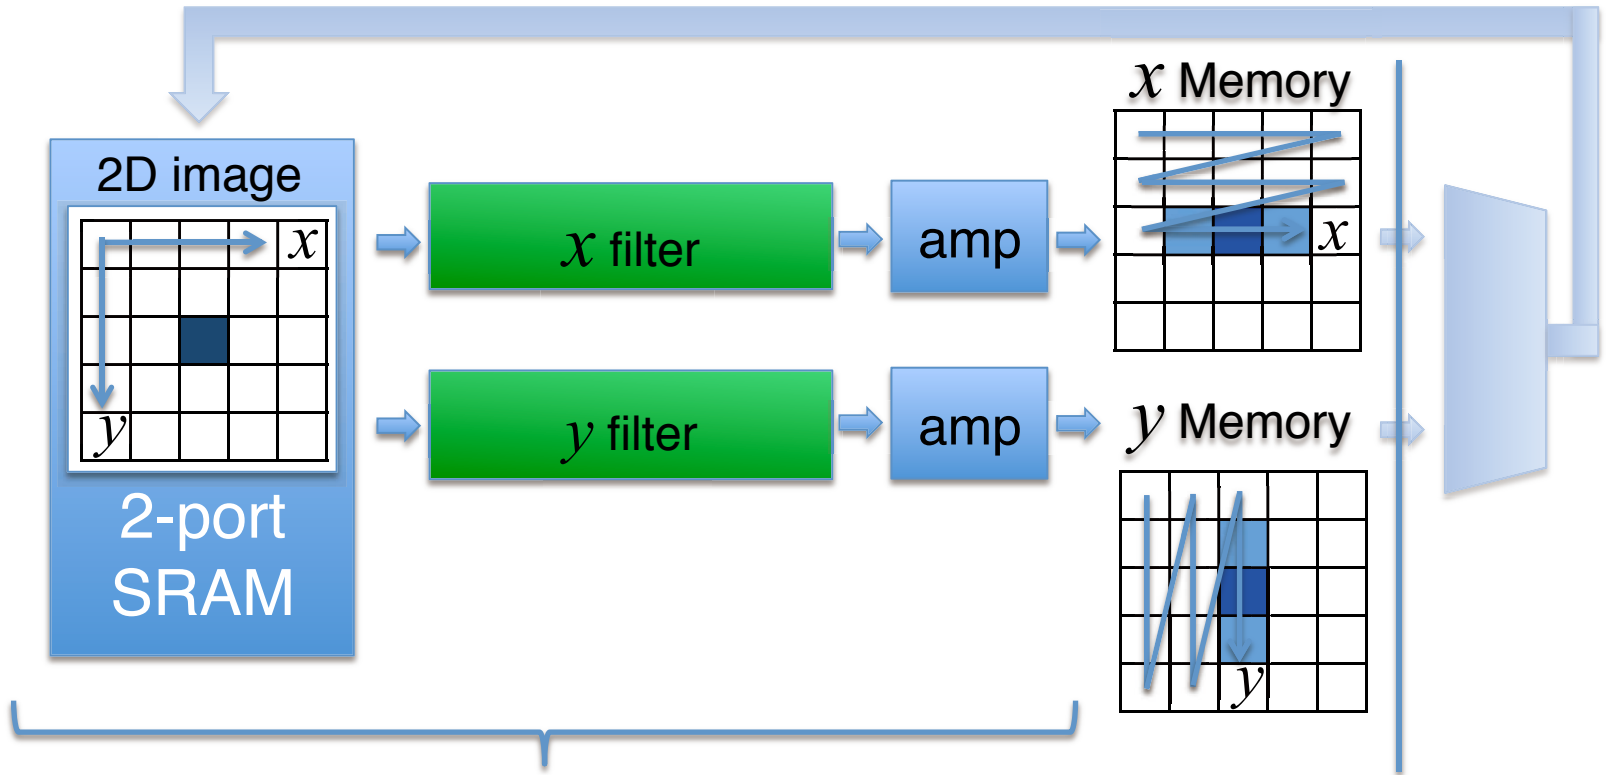 2D image
x
y
2-port
SRAM
x filter
amp
x Memory
x
y filter
amp
y Memory
y